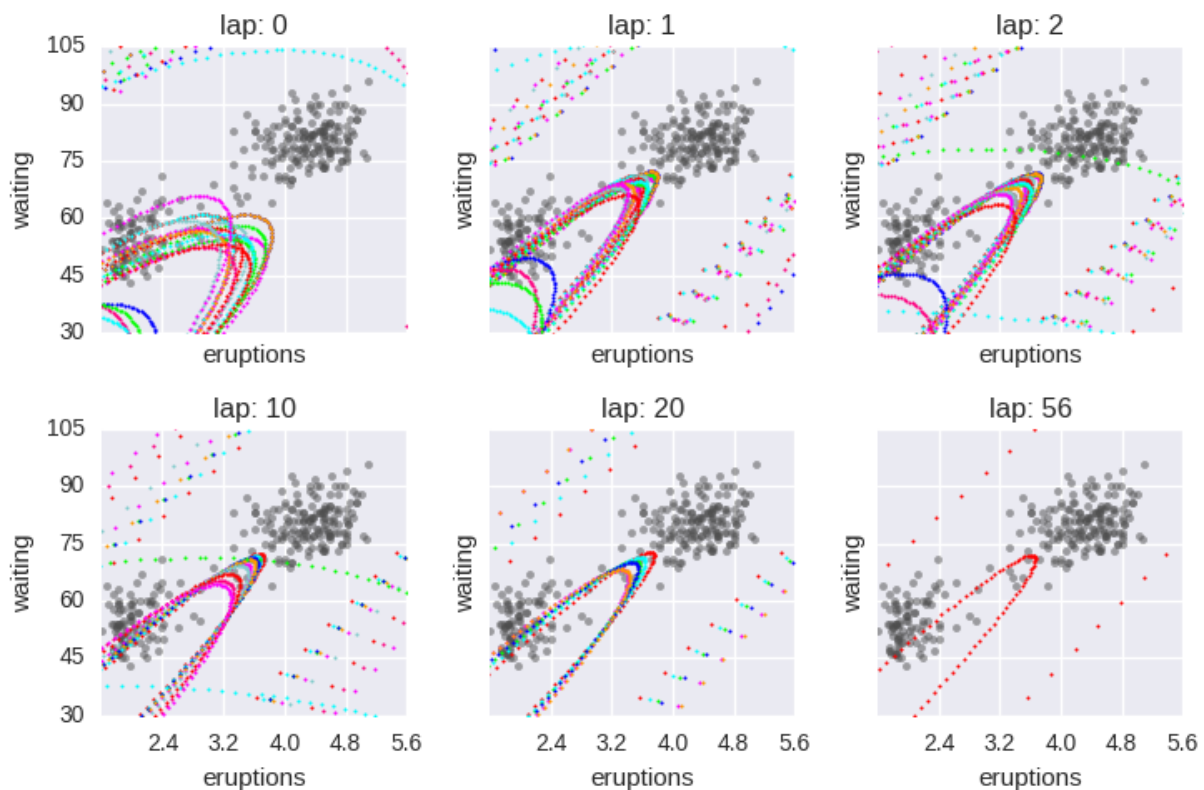 lap: 0
lap: 1
lap: 2
105
90
75
60
45
30
waiting
waiting
waiting
eruptions
eruptions
eruptions
lap: 10
lap: 20
lap: 56
105
90
75
60
45
30
waiting
waiting
waiting
2.4 3.2 4.0 4.8 5.6
2.4 3.2 4.0 4.8 5.6
2.4 3.2 4.0 4.8 5.6
eruptions
eruptions
eruptions